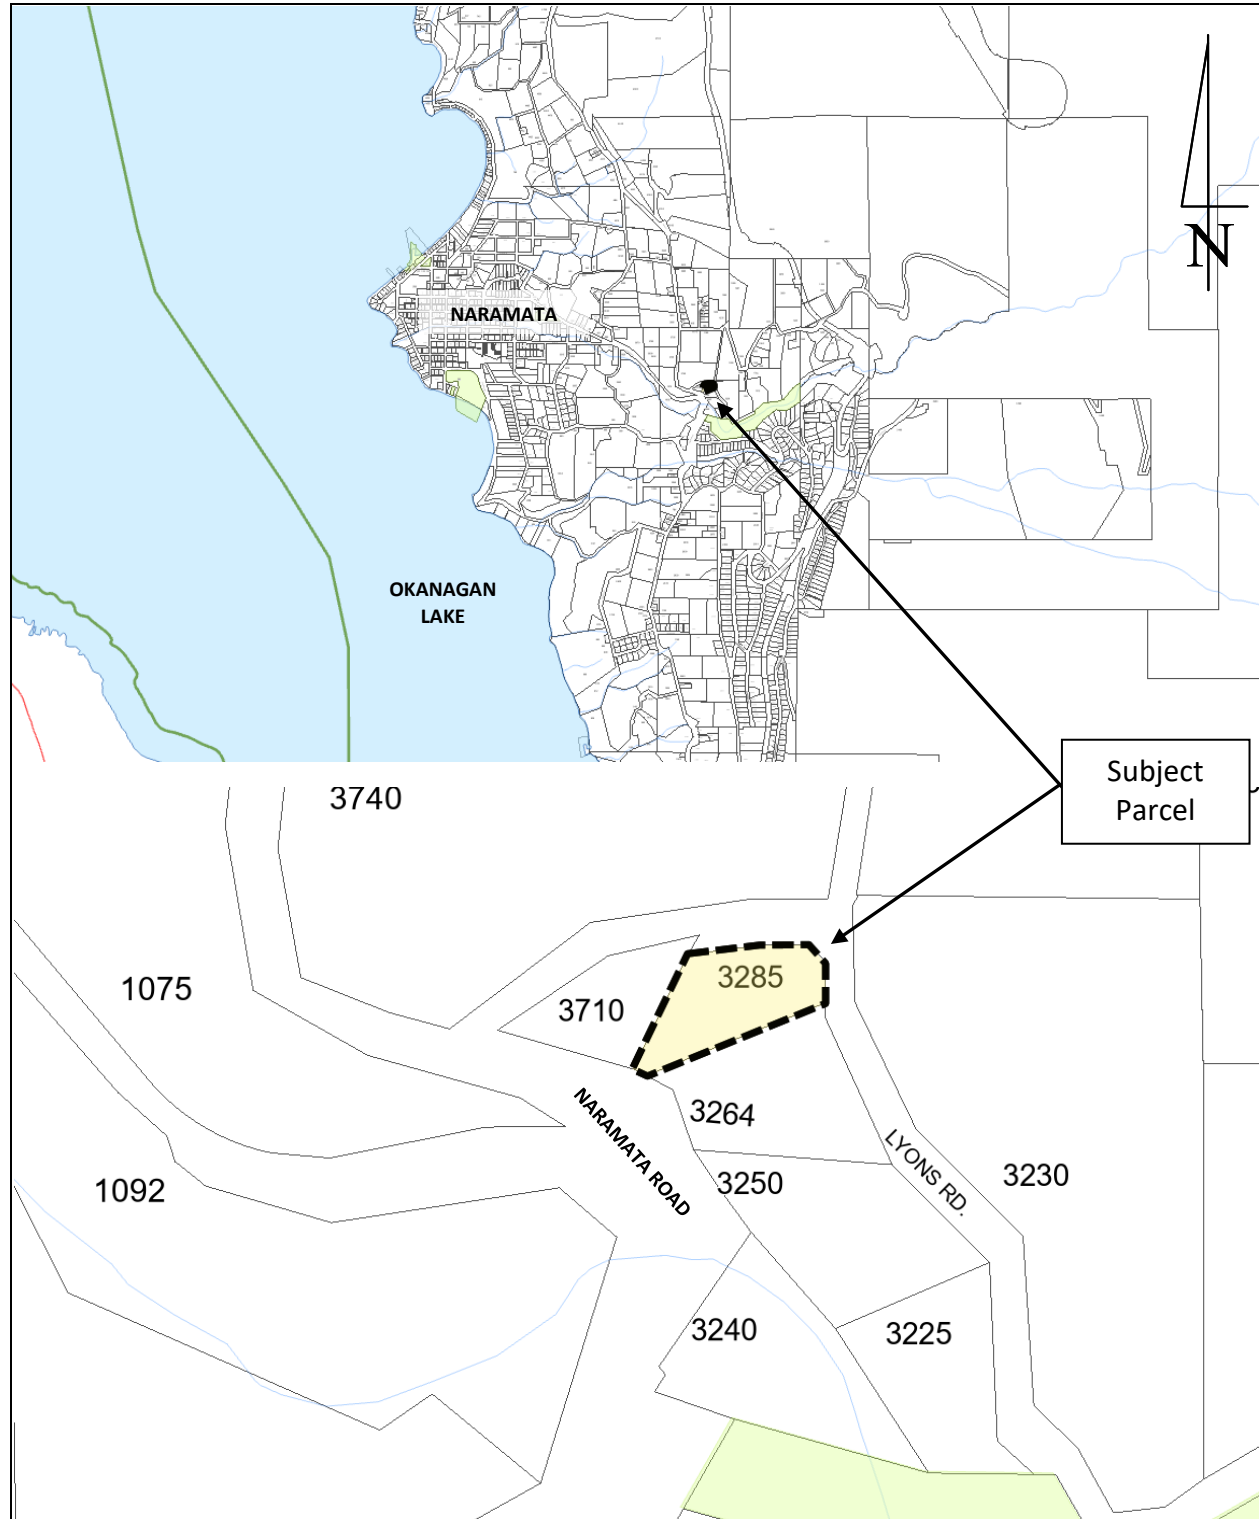 N
NARAMATA
OKANAGAN
LAKE
Subject
Parcel
3740
1075
3285
3710
3264
NARAMATA ROAD
LYONS RD.
3250
3230
1092
3240
3225